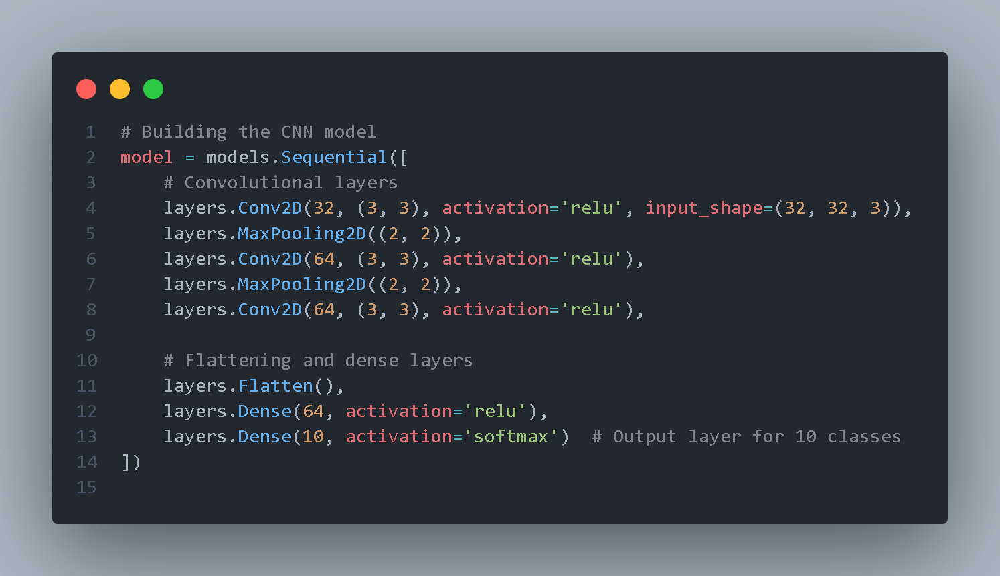 1 # Building the CNN model
2 model = models.Sequential([
3     # Convolutional layers
4     layers.Conv2D(32, (3, 3), activation='relu', input_shape=(32, 32, 3)),
5     layers.MaxPooling2D((2, 2)),
6     layers.Conv2D(64, (3, 3), activation='relu'),
7     layers.MaxPooling2D((2, 2)),
8     layers.Conv2D(64, (3, 3), activation='relu'),
9
10     # Flattening and dense layers
11     layers.Flatten(),
12     layers.Dense(64, activation='relu'),
13     layers.Dense(10, activation='softmax')  # Output layer for 10 classes
14 ])
15